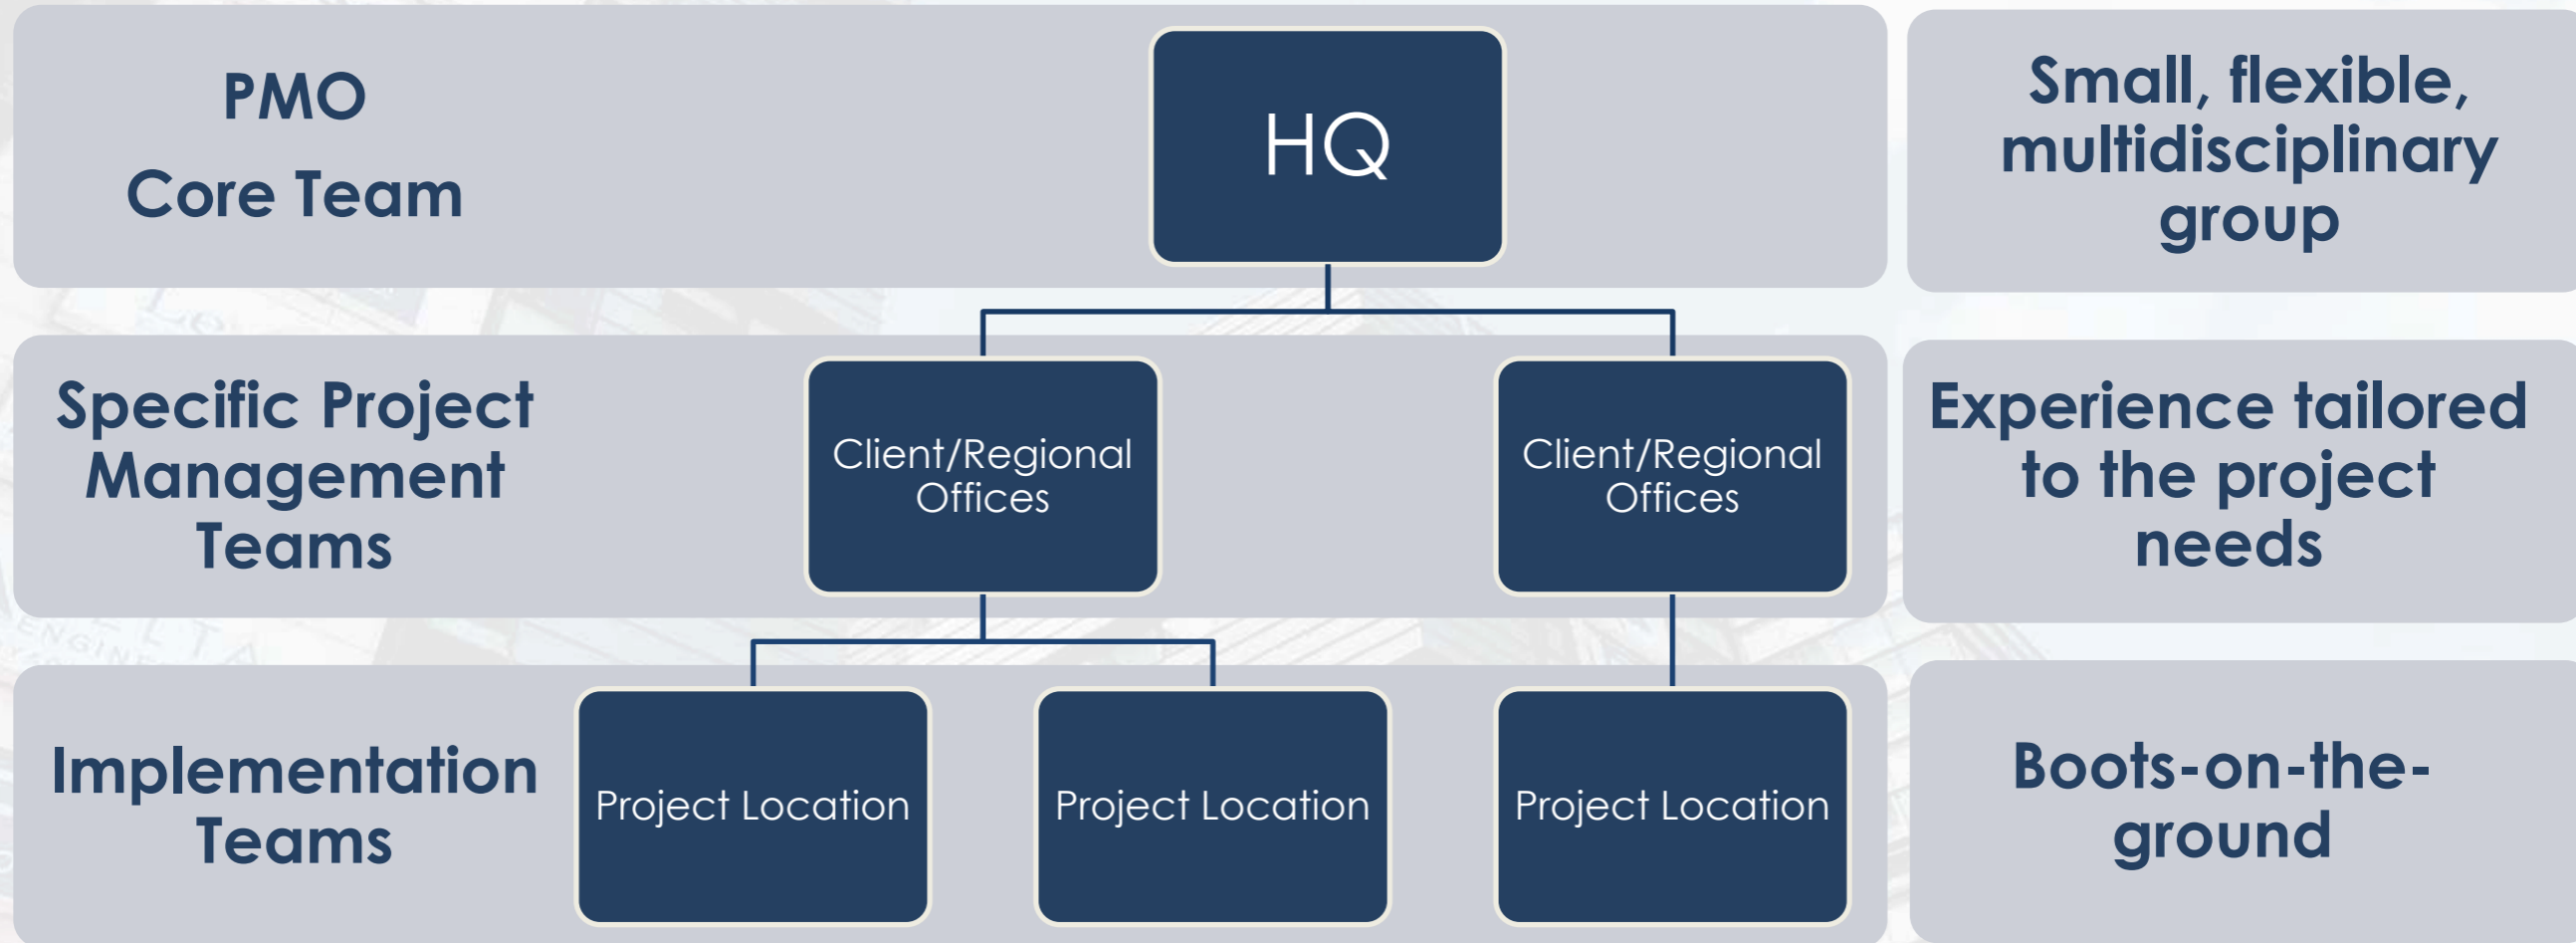 PMO
Core Team
HQ
Small, flexible,
multidisciplinary
group
Specific Project
Management
Teams
Client/Regional
Offices
Client/Regional
Offices
Experience tailored
to the project
needs
Implementation
Teams
Project Location
Project Location
Project Location
Boots-on-the-
ground